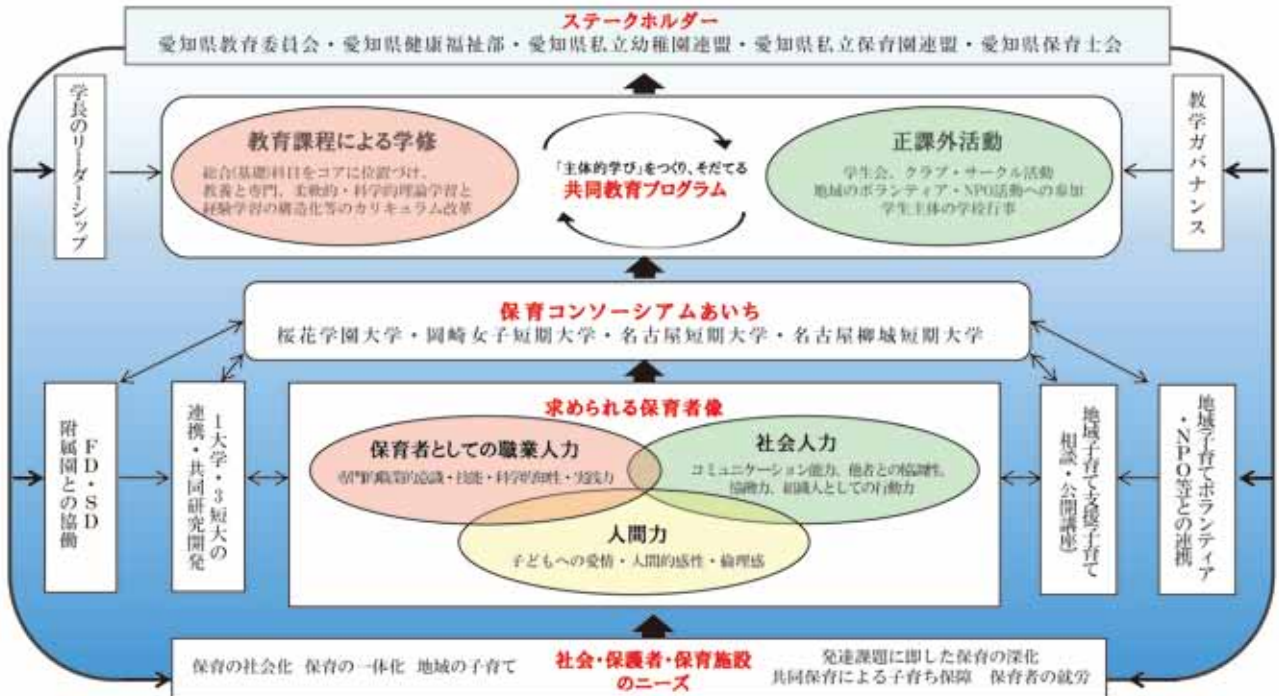 ステークホルダー
愛知県教育委員会・愛知県健康福祉部・愛知県私立幼稚園連盟・愛知県私立保育園連盟・愛知県保育士会
学長のリーダーシップ
教育課程による学修
総合(基礎)科目をコアに位置づけ、
教養と専門、柔軟的・科学的理論学習と
経験学習の構造化等のカリキュラム改革
「主体的学び」をつくり、そだてる
共同教育プログラム
正課外活動
学生会、クラブ・サークル活動
地域のボランティア・NPO活動への参加
学生主体の学校行事
教学ガバナンス
保育コンソーシアムあいち
桜花学園大学・岡崎女子短期大学・名古屋短期大学・名古屋柳城短期大学
FD・SD
附属園との協働
1大学・3短大の
連携・共同研究開発
求められる保育者像
保育者としての職業人力
専門的職業的意識・技能・科学的知性・実践力
社会人力
コミュニケーション能力、他者との協調性、
協働力、組織人としての行動力
人間力
子どもへの愛情・人間的感性・倫理感
地域子育て支援子育て
相談・公開講座)
地域子育てボランティア
・NPO等との連携
保育の社会化 保育の一体化 地域の子育て
社会・保護者・保育施設
のニーズ
発達課題に即した保育の深化
共同保育による子育ち保障 保育者の就労